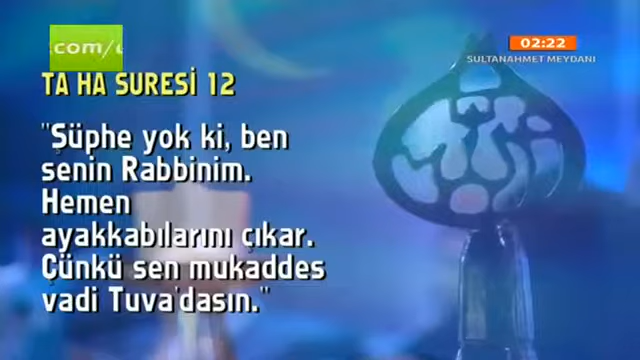 .com/
02:22
SULTANAHMET MEYDANI
TA HA SURESİ 12
"Şüphe yok ki, ben
senin Rabbinim.
Hemen
ayakkabılarını çıkar.
Çünkü sen mukaddes
vadi Tuva'dasın."